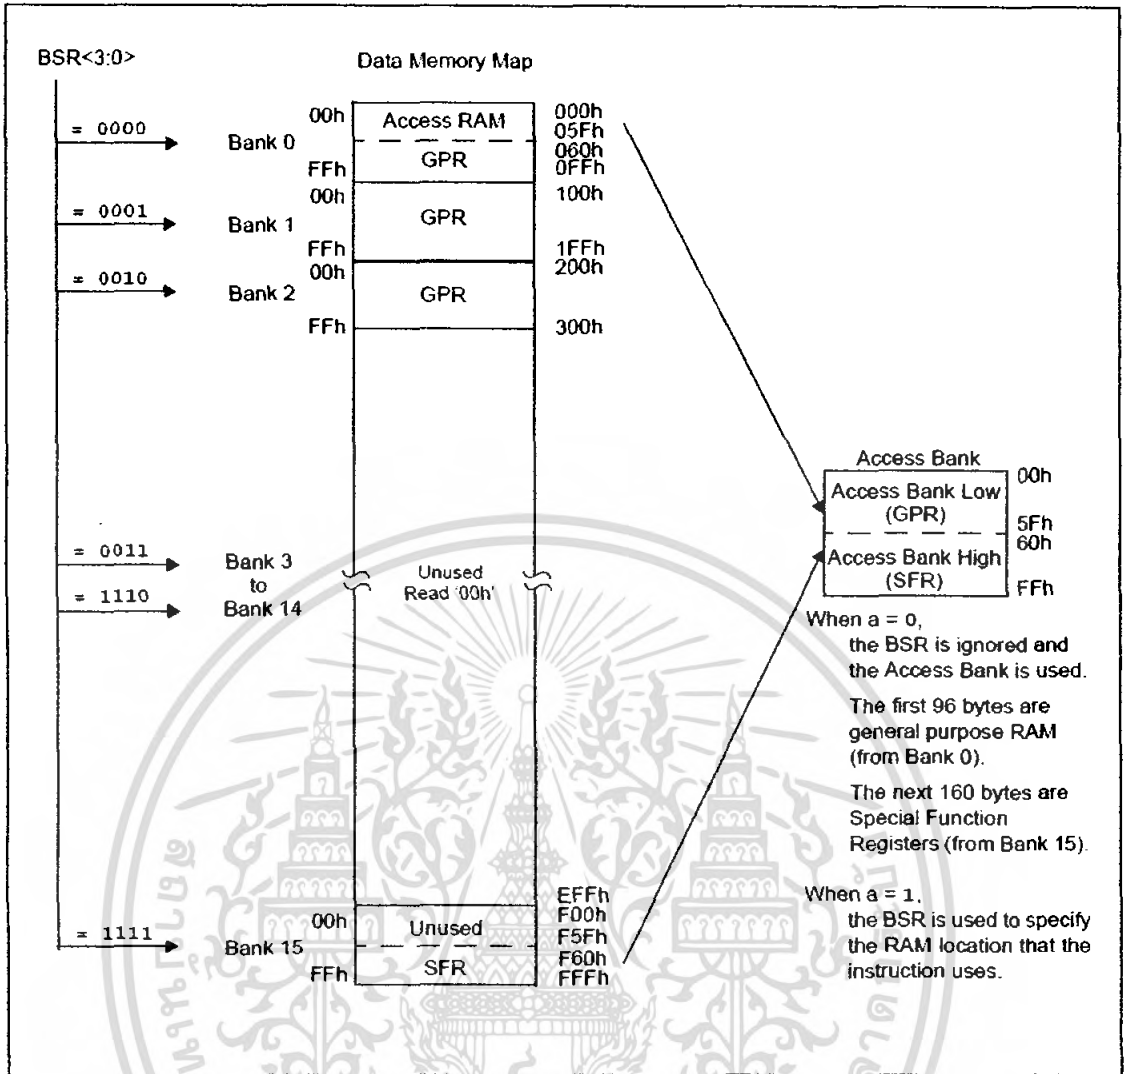 BSR<3:0>
Data Memory Map
= 0000
Bank 0
00h
FFh
Access RAM
GPR
000h
05Fh
060h
0FFh
= 0001
Bank 1
00h
FFh
GPR
100h
1FFh
= 0010
Bank 2
00h
FFh
GPR
200h
300h
= 0011
Bank 3
to
= 1110
Bank 14
Unused
Read '00h'
Access Bank
Access Bank Low
(GPR)
00h
5Fh
Access Bank High
(SFR)
60h
FFh
When a = 0,
the BSR is ignored and
the Access Bank is used.
The first 96 bytes are
general purpose RAM
(from Bank 0).
The next 160 bytes are
Special Function
Registers (from Bank 15).
When a = 1,
the BSR is used to specify
the RAM location that the
instruction uses.
= 1111
Bank 15
00h
FFh
Unused
SFR
EFFh
F00h
F5Fh
F60h
FFFh